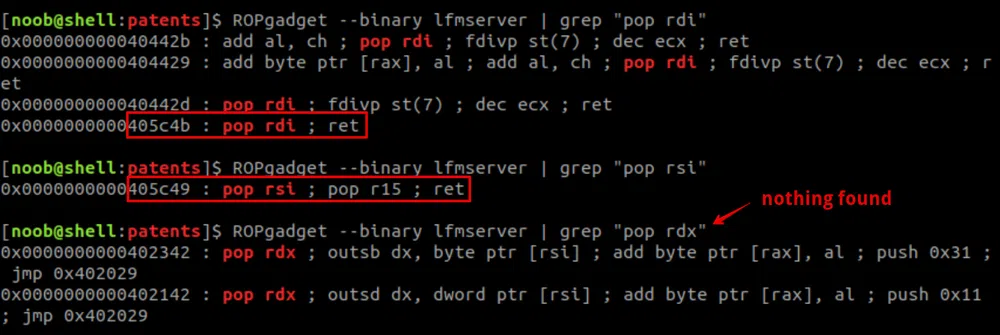 [noob@shell:patents]$ ROPgadget --binary lfmserver | grep "pop rdi"
0x000000000040442b : add al, ch ; pop rdi ; fdivp st(7) ; dec ecx ; ret
0x0000000000404429 : add byte ptr [rax], al ; add al, ch ; pop rdi ; fdivp st(7) ; dec ecx ; r
et
0x000000000040442d : pop rdi ; fdivp st(7) ; dec ecx ; ret
0x0000000000405c4b : pop rdi ; ret
[noob@shell:patents]$ ROPgadget --binary lfmserver | grep "pop rsi"
0x0000000000405c49 : pop rsi ; pop r15 ; ret
nothing found
[noob@shell:patents]$ ROPgadget --binary lfmserver | grep "pop rdx"
0x0000000000402342 : pop rdx ; outsb dx, byte ptr [rsi] ; add byte ptr [rax], al ; push 0x31 ;
jmp 0x402029
0x0000000000402142 : pop rdx ; outsd dx, dword ptr [rsi] ; add byte ptr [rax], al ; push 0x11
; jmp 0x402029